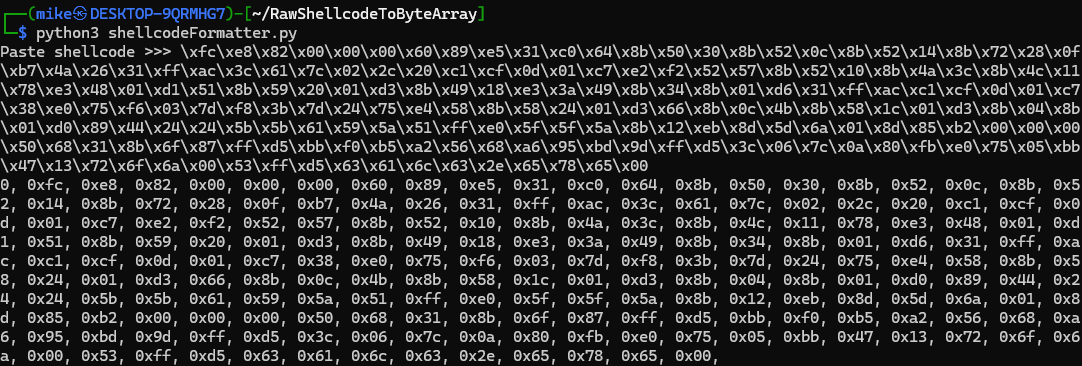 ┌──(mike㉿DESKTOP-9QRMHG7)-[~/RawShellcodeToByteArray]
└─$ python3 shellcodeFormatter.py
Paste shellcode >>> \xfc\xe8\x82\x00\x00\x00\x60\x89\xe5\x31\xc0\x64\x8b\x50\x30\x8b\x52\x0c\x8b\x52\x14\x8b\x72\x28\x0f
\xb7\x4a\x26\x31\xff\xac\x3c\x61\x7c\x02\x2c\x20\xc1\xcf\x0d\x01\xc7\xe2\xf2\x52\x57\x8b\x52\x10\x8b\x4a\x3c\x8b\x4c\x11
\x78\xe3\x48\x01\xd1\x51\x8b\x59\x20\x01\xd3\x8b\x49\x18\xe3\x3a\x49\x8b\x34\x8b\x01\xd6\x31\xff\xac\xc1\xcf\x0d\x01\xc7
\x38\xe0\x75\xf6\x03\x7d\xf8\x3b\x7d\x24\x75\xe4\x58\x8b\x58\x24\x01\xd3\x66\x8b\x0c\x4b\x8b\x58\x1c\x01\xd3\x8b\x04\x8b
\x01\xd0\x89\x44\x24\x24\x5b\x5b\x61\x59\x5a\x51\xff\xe0\x5f\x5f\x5a\x8b\x12\xeb\x8d\x5d\x6a\x01\x8d\x85\xb2\x00\x00\x00
\x50\x68\x31\x8b\x6f\x87\xff\xd5\xbb\xf0\xb5\xa2\x56\x68\xa6\x95\xbd\x9d\xff\xd5\x3c\x06\x7c\x0a\x80\xfb\xe0\x75\x05\xbb
\x47\x13\x72\x6f\x6a\x00\x53\xff\xd5\x63\x61\x6c\x63\x2e\x65\x78\x65\x00
0, 0xfc, 0xe8, 0x82, 0x00, 0x00, 0x00, 0x60, 0x89, 0xe5, 0x31, 0xc0, 0x64, 0x8b, 0x50, 0x30, 0x8b, 0x52, 0x0c, 0x8b, 0x5
2, 0x14, 0x8b, 0x72, 0x28, 0x0f, 0xb7, 0x4a, 0x26, 0x31, 0xff, 0xac, 0x3c, 0x61, 0x7c, 0x02, 0x2c, 0x20, 0xc1, 0xcf, 0x0
d, 0x01, 0xc7, 0xe2, 0xf2, 0x52, 0x57, 0x8b, 0x52, 0x10, 0x8b, 0x4a, 0x3c, 0x8b, 0x4c, 0x11, 0x78, 0xe3, 0x48, 0x01, 0xd
1, 0x51, 0x8b, 0x59, 0x20, 0x01, 0xd3, 0x8b, 0x49, 0x18, 0xe3, 0x3a, 0x49, 0x8b, 0x34, 0x8b, 0x01, 0xd6, 0x31, 0xff, 0xa
c, 0xc1, 0xcf, 0x0d, 0x01, 0xc7, 0x38, 0xe0, 0x75, 0xf6, 0x03, 0x7d, 0xf8, 0x3b, 0x7d, 0x24, 0x75, 0xe4, 0x58, 0x8b, 0x5
8, 0x24, 0x01, 0xd3, 0x66, 0x8b, 0x0c, 0x4b, 0x8b, 0x58, 0x1c, 0x01, 0xd3, 0x8b, 0x04, 0x8b, 0x01, 0xd0, 0x89, 0x44, 0x2
4, 0x24, 0x5b, 0x5b, 0x61, 0x59, 0x5a, 0x51, 0xff, 0xe0, 0x5f, 0x5f, 0x5a, 0x8b, 0x12, 0xeb, 0x8d, 0x5d, 0x6a, 0x01, 0x8
d, 0x85, 0xb2, 0x00, 0x00, 0x00, 0x50, 0x68, 0x31, 0x8b, 0x6f, 0x87, 0xff, 0xd5, 0xbb, 0xf0, 0xb5, 0xa2, 0x56, 0x68, 0xa
6, 0x95, 0xbd, 0x9d, 0xff, 0xd5, 0x3c, 0x06, 0x7c, 0x0a, 0x80, 0xfb, 0xe0, 0x75, 0x05, 0xbb, 0x47, 0x13, 0x72, 0x6f, 0x6
a, 0x00, 0x53, 0xff, 0xd5, 0x63, 0x61, 0x6c, 0x63, 0x2e, 0x65, 0x78, 0x65, 0x00,